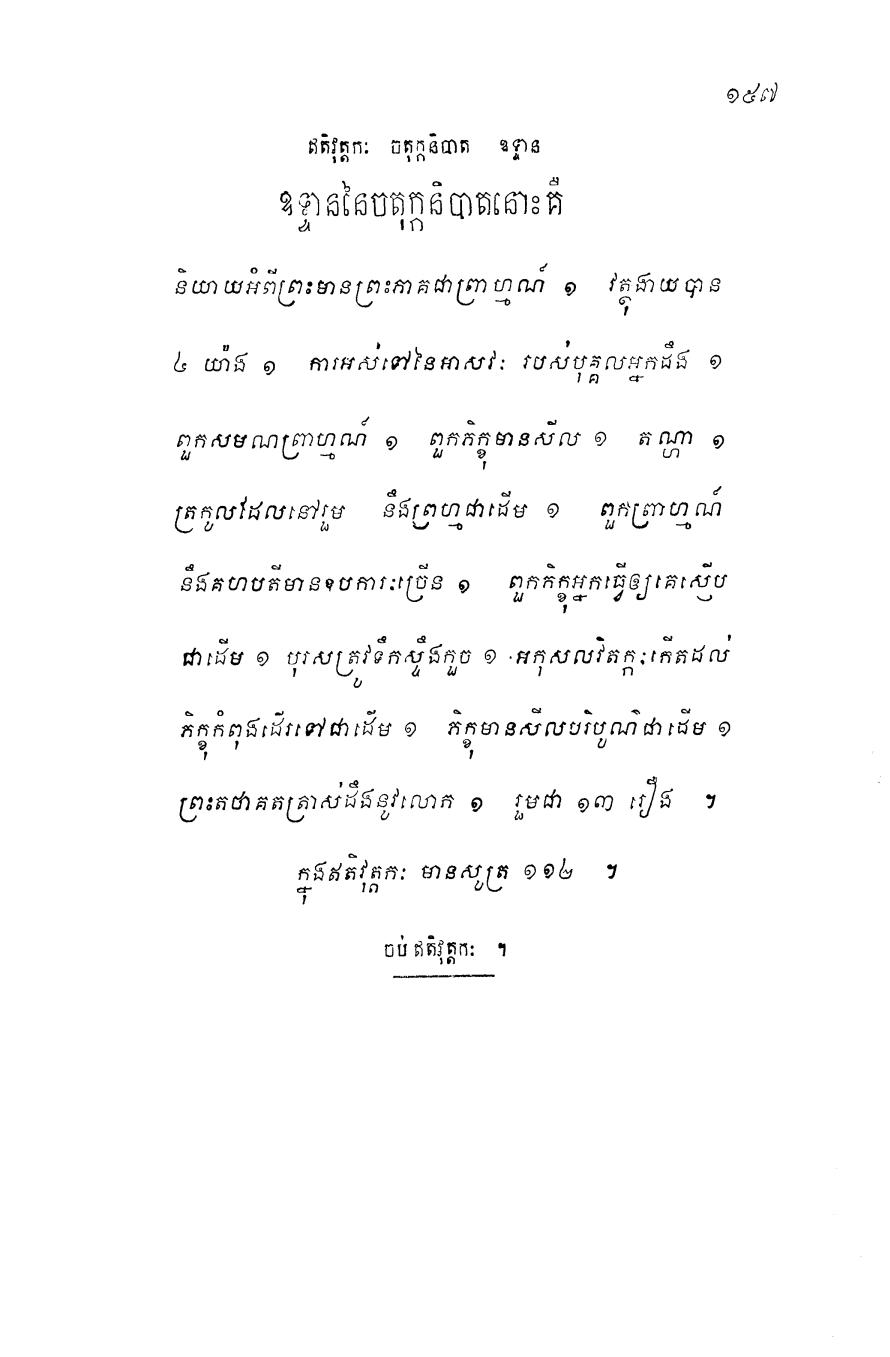 ១៥៧
ឥតិវុត្តកៈ ចតុក្កនិបាត ឧទ្ទាន
ឧទ្ទាននៃចតុក្កនិបាតនោះគឺ
និយាយអំពីព្រះមានព្រះភាគជាព្រាហ្មណ៍ ១ វត្ថុងាយបាន
៤ យ៉ាង ១ ការអស់ទៅនៃអាសវៈ របស់បុគ្គលអ្នកដឹង ១
ពួកសមណព្រាហ្មណ៍ ១ ពួកភិក្ខុមានសីល ១ តណ្ហា ១
ត្រកូលដែលនៅរួម នឹងព្រហ្មជាដើម ១ ពួកព្រាហ្មណ៍
នឹងគហបតីមានឧបការៈច្រើន ១ ពួកភិក្ខុអ្នកធ្វើឲ្យគេស្ញើប
ជាដើម ១ បុរសត្រូវទឹកស្ទឹងកួច ១ អកុសលវិតក្កៈកើតដល់
ភិក្ខុកំពុងដើរទៅជាដើម ១ ភិក្ខុមានសីលបរិបូណ៌ជាដើម ១
ព្រះតថាគតត្រាស់ដឹងនូវលោក ១ រួមជា ១៣ រឿង ។
ក្នុងឥតិវុត្តកៈ មានសូត្រ ១១២ ។
ចប់ ឥតិវុត្តកៈ ។